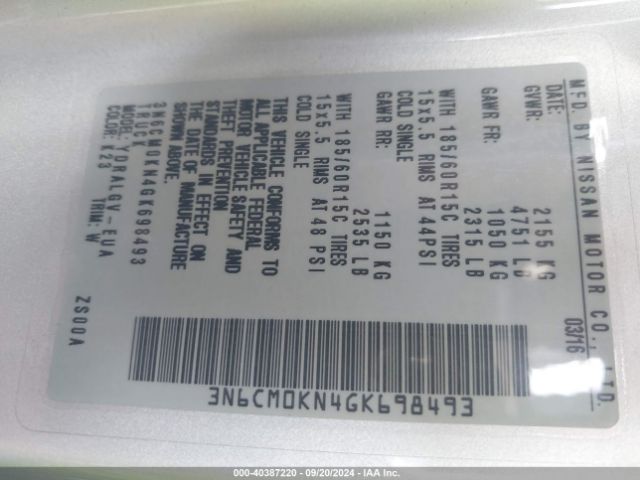 MFD. BY NISSAN MOTOR CO., LTD.
DATE: 03/16
GVWR: 2155 KG
4751 LB
GAWR FR: 1050 KG
2315 LB
WITH 185/60R15C TIRES
15x5.5 RIMS AT 44PSI
COLD SINGLE
GAWR RR: 1150 KG
2535 LB
WITH 185/60R15C TIRES
15x5.5 RIMS AT 48 PSI
COLD SINGLE
THIS VEHICLE CONFORMS TO
ALL APPLICABLE FEDERAL
MOTOR VEHICLE SAFETY AND
THEFT PREVENTION
STANDARDS IN EFFECT ON
THE DATE OF MANUFACTURE
SHOWN ABOVE.
3N6CM0KN4GK698493
TRUCK
MODEL: YDRALGV-EUA
COLOR: K23 TRIM: W
ZS00A
3N6CM0KN4GK698493
000-40387220 - 09/20/2024 - IAA Inc.